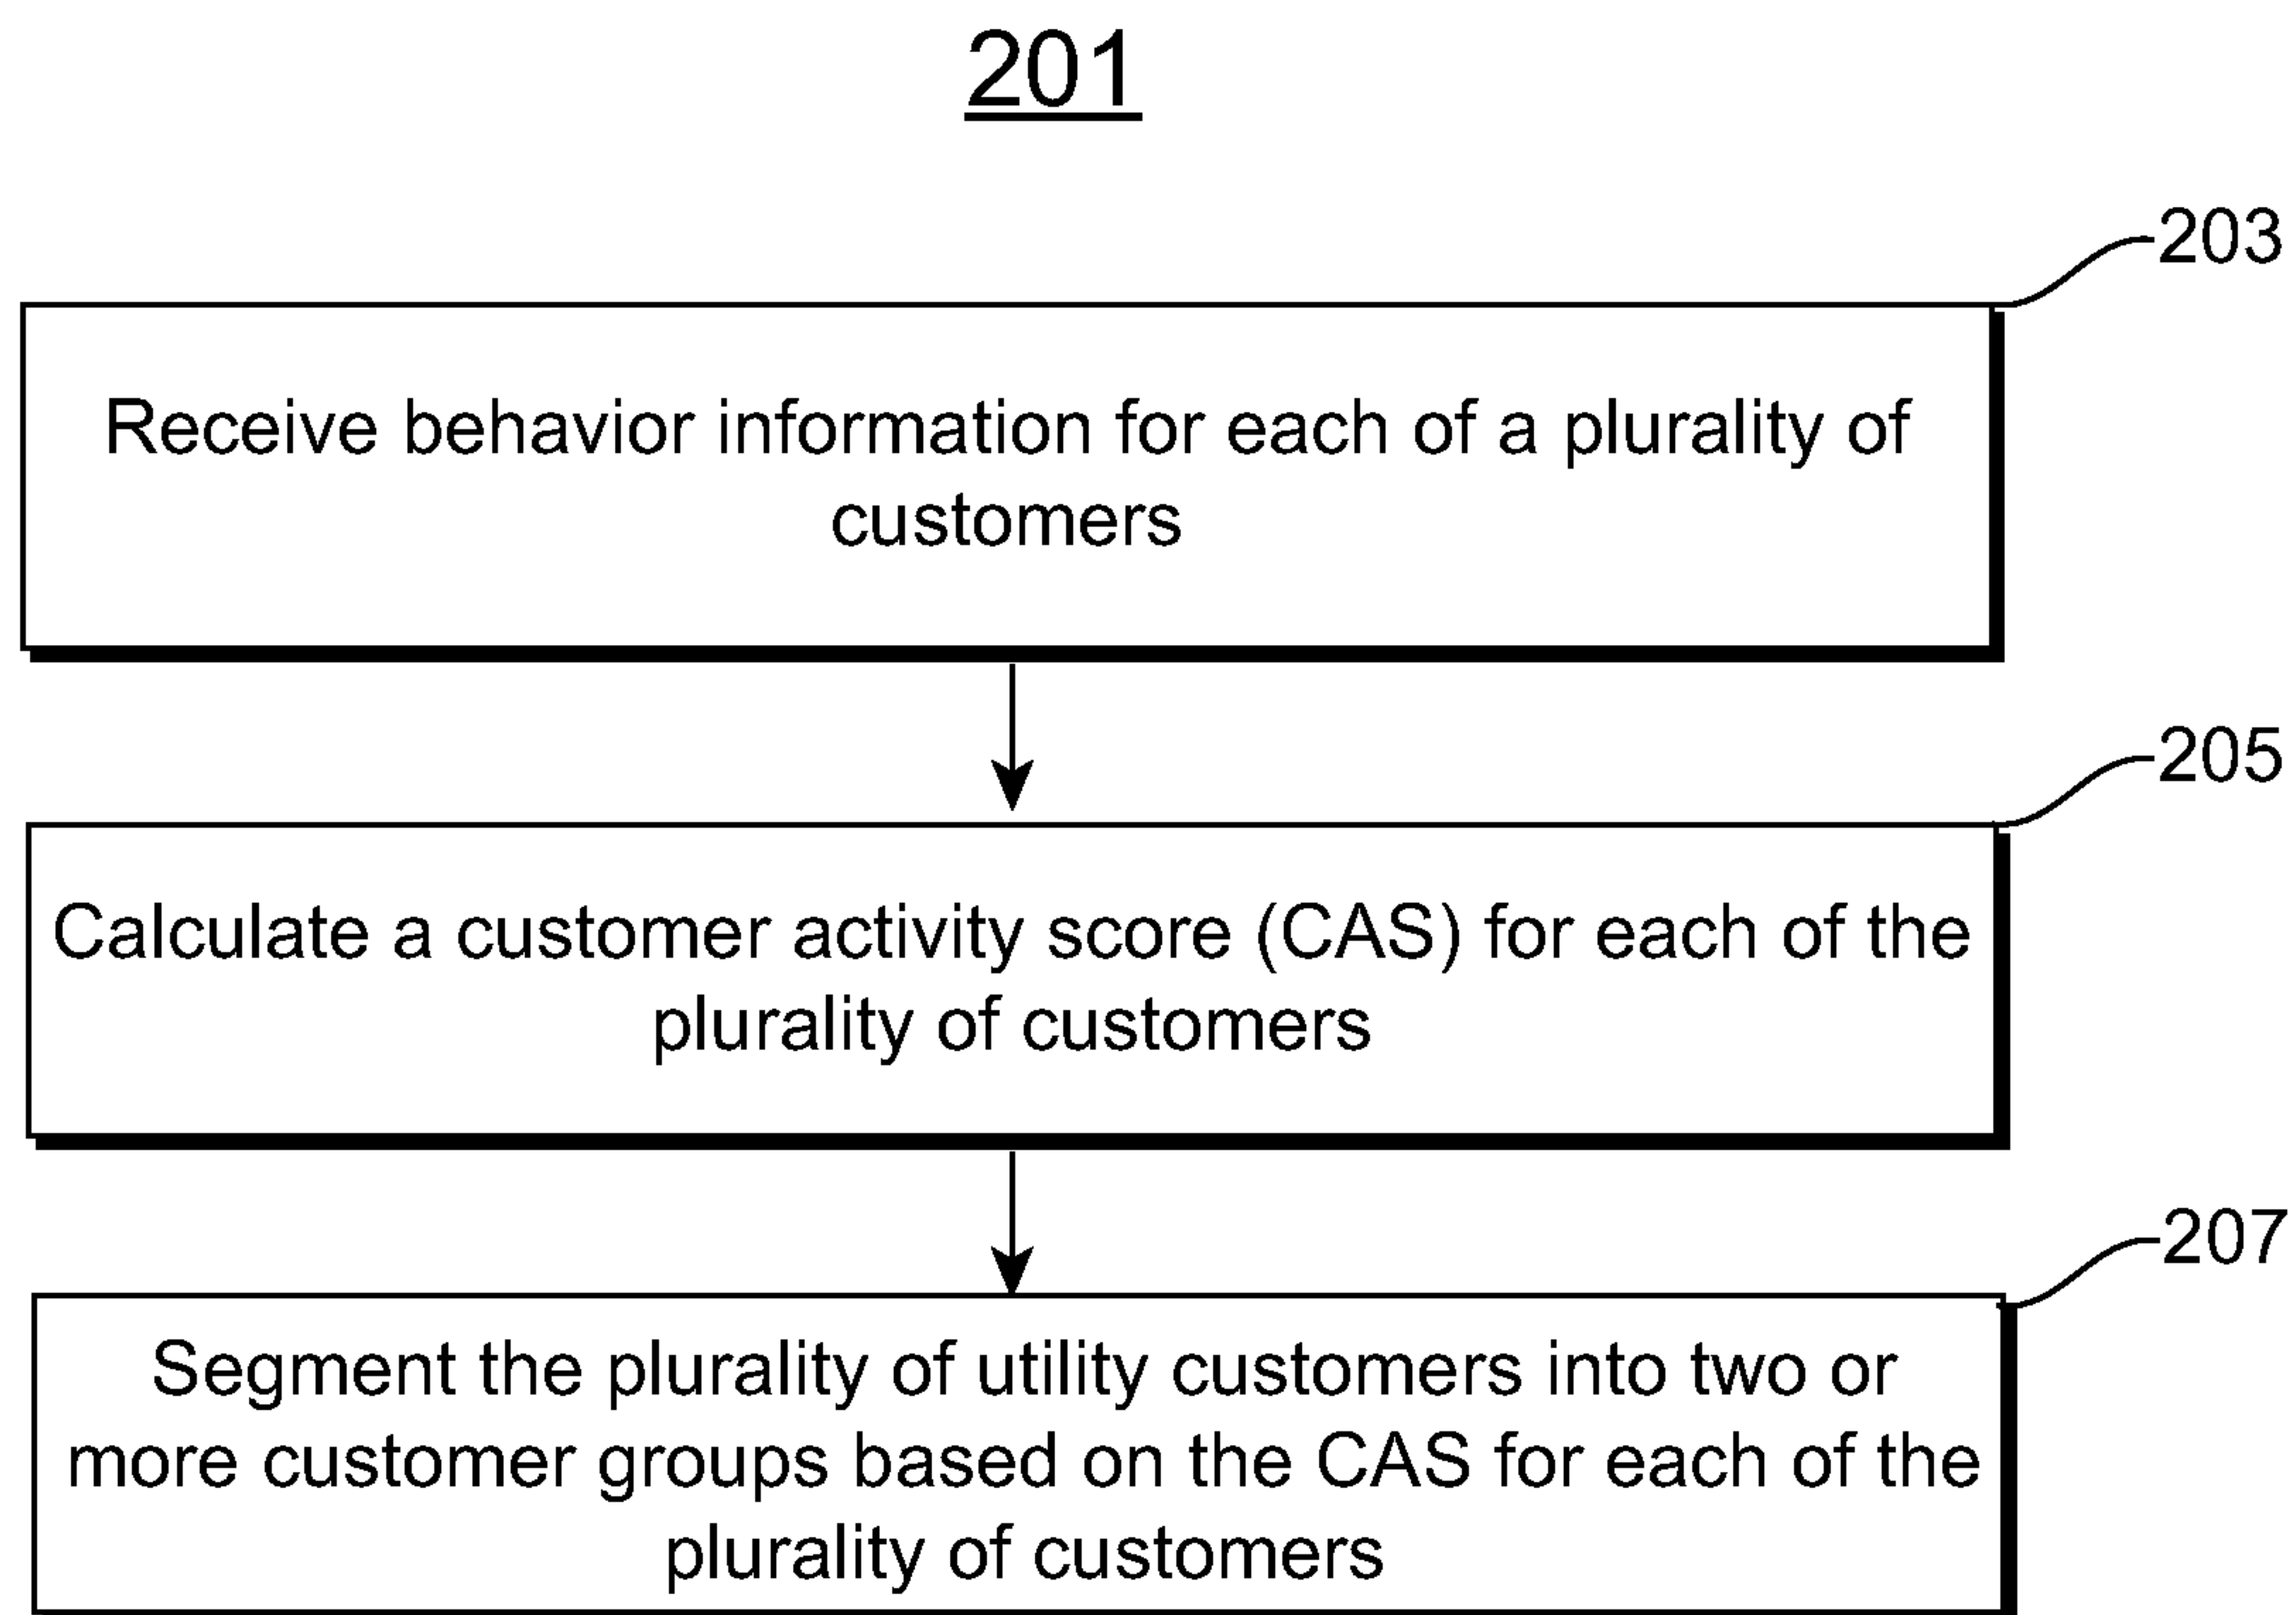 201
203
Receive behavior information for each of a plurality of
customers
205
Calculate a customer activity score (CAS) for each of the
plurality of customers
207
Segment the plurality of utility customers into two or
more customer groups based on the CAS for each of the
plurality of customers